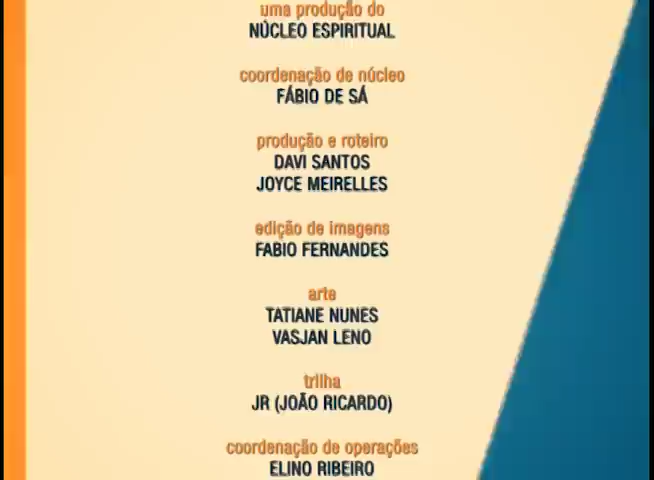 uma produção do
NÚCLEO ESPIRITUAL
coordenação de núcleo
FÁBIO DE SÁ
produção e roteiro
DAVI SANTOS
JOYCE MEIRELLES
edição de imagens
FABIO FERNANDES
arte
TATIANE NUNES
VASJAN LENO
trilha
JR (JOÃO RICARDO)
coordenação de operações
ELINO RIBEIRO